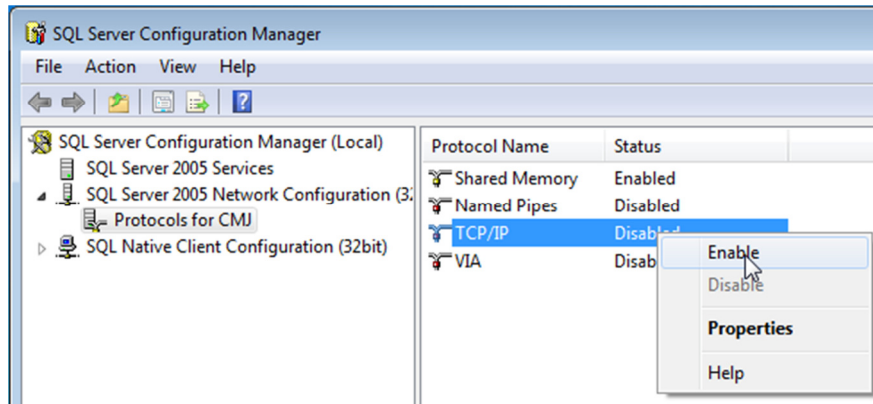 SQL Server Configuration Manager
File Action View Help
SQL Server Configuration Manager (Local)
SQL Server 2005 Services
SQL Server 2005 Network Configuration (32
Protocols for CMJ
SQL Native Client Configuration (32bit)
Protocol Name Status
Shared Memory Enabled
Named Pipes Disabled
TCP/IP Disabled
VIA Disab
Enable
Disable
Properties
Help